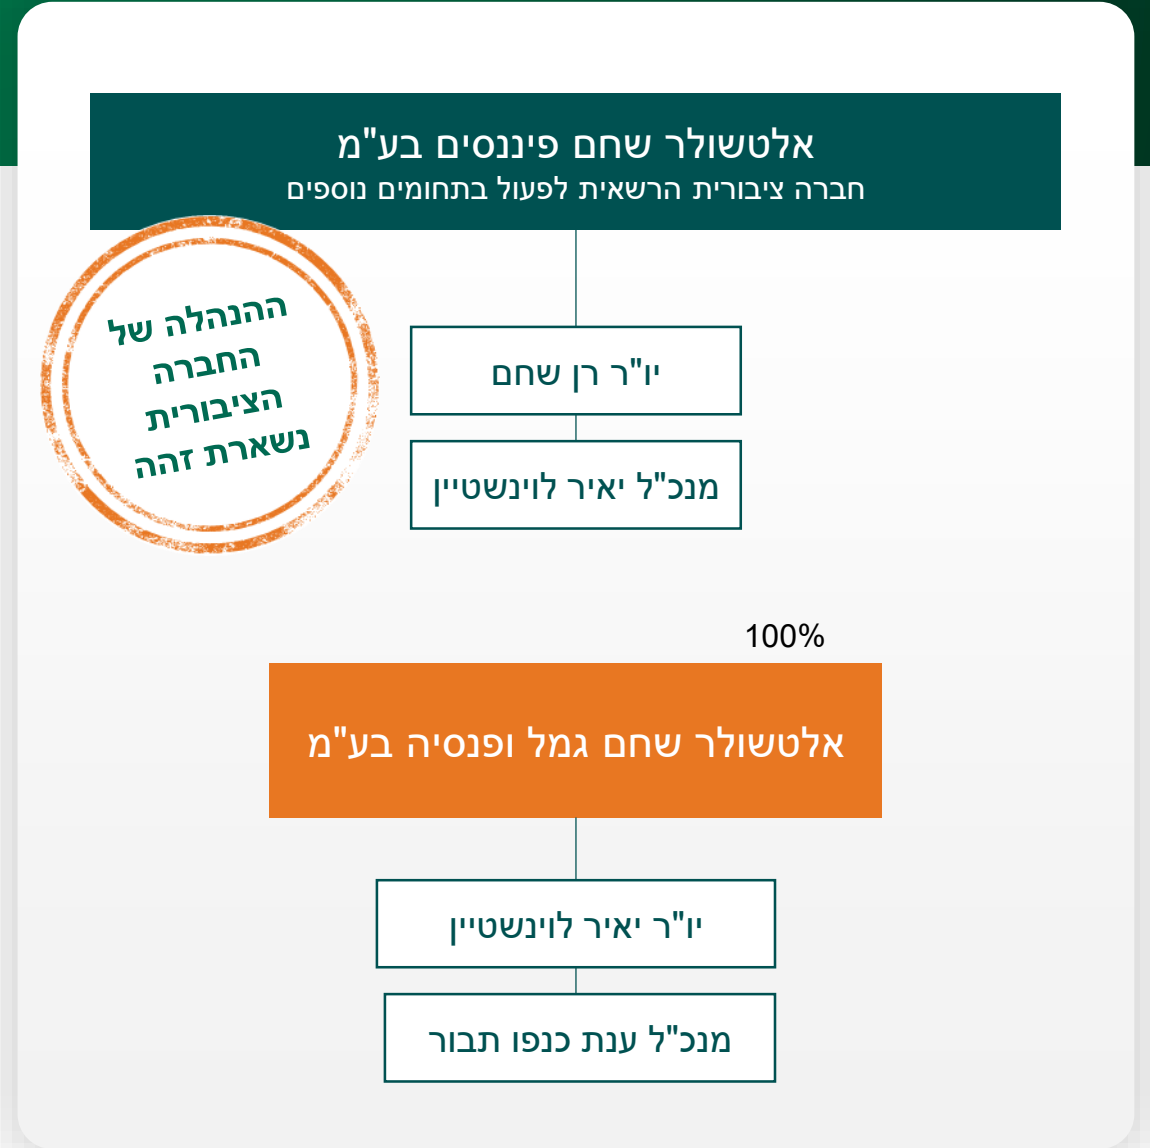 אלטשולר שחם פיננסים בע"מ
חברה ציבורית הרשאית לפעול בתחומים נוספים
ההנהלה של
החברה
הציבורית
נשארת זהה
יו"ר רן שחם
מנכ"ל יאיר לוינשטיין
100%
אלטשולר שחם גמל ופנסיה בע"מ
יו"ר יאיר לוינשטיין
מנכ"ל ענת כנפו תבור